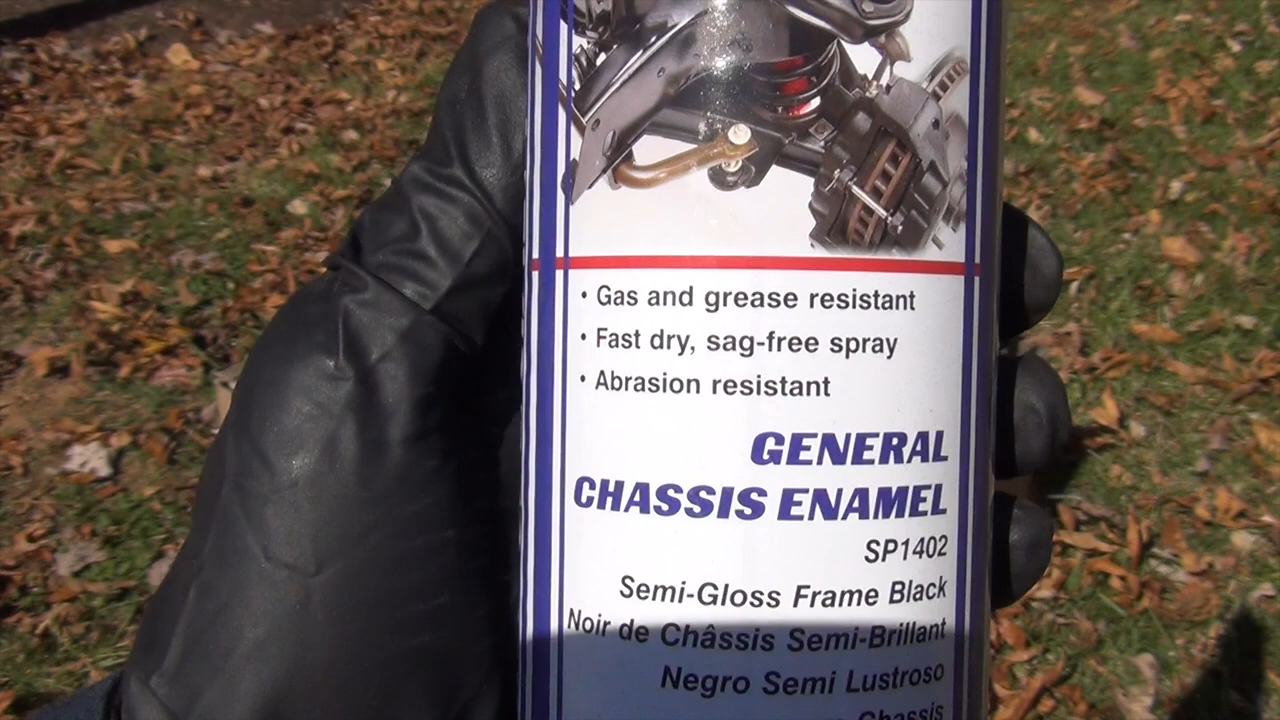 • Gas and grease resistant
• Fast dry, sag-free spray
• Abrasion resistant
GENERAL
CHASSIS ENAMEL
SP1402
Semi-Gloss Frame Black
Noir de Châssis Semi-Brillant
Negro Semi Lustroso
Chassis